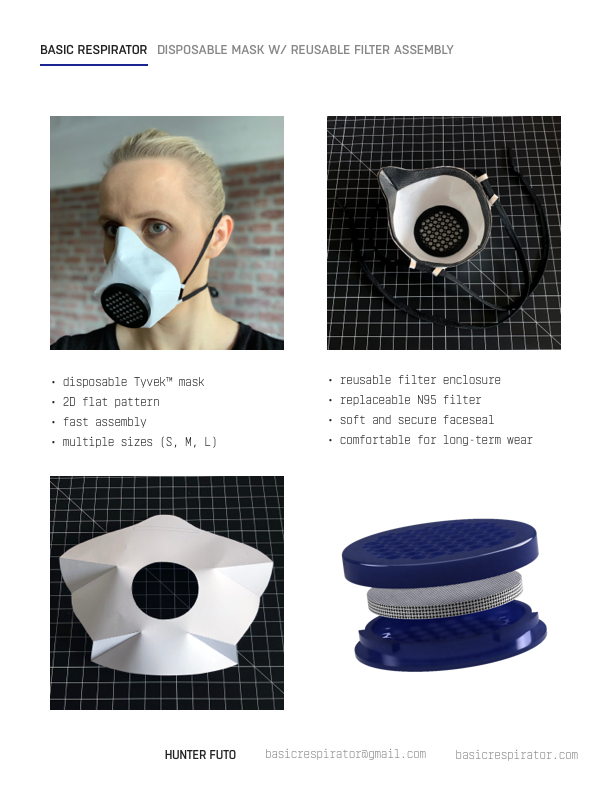 BASIC RESPIRATOR DISPOSABLE MASK W/ REUSABLE FILTER ASSEMBLY
• disposable Tyvek™ mask
• 2D flat pattern
• fast assembly
• multiple sizes (S, M, L)
• reusable filter enclosure
• replaceable N95 filter
• soft and secure faceseal
• comfortable for long-term wear
HUNTER FUTO basicrespirator@gmail.com basicrespirator.com